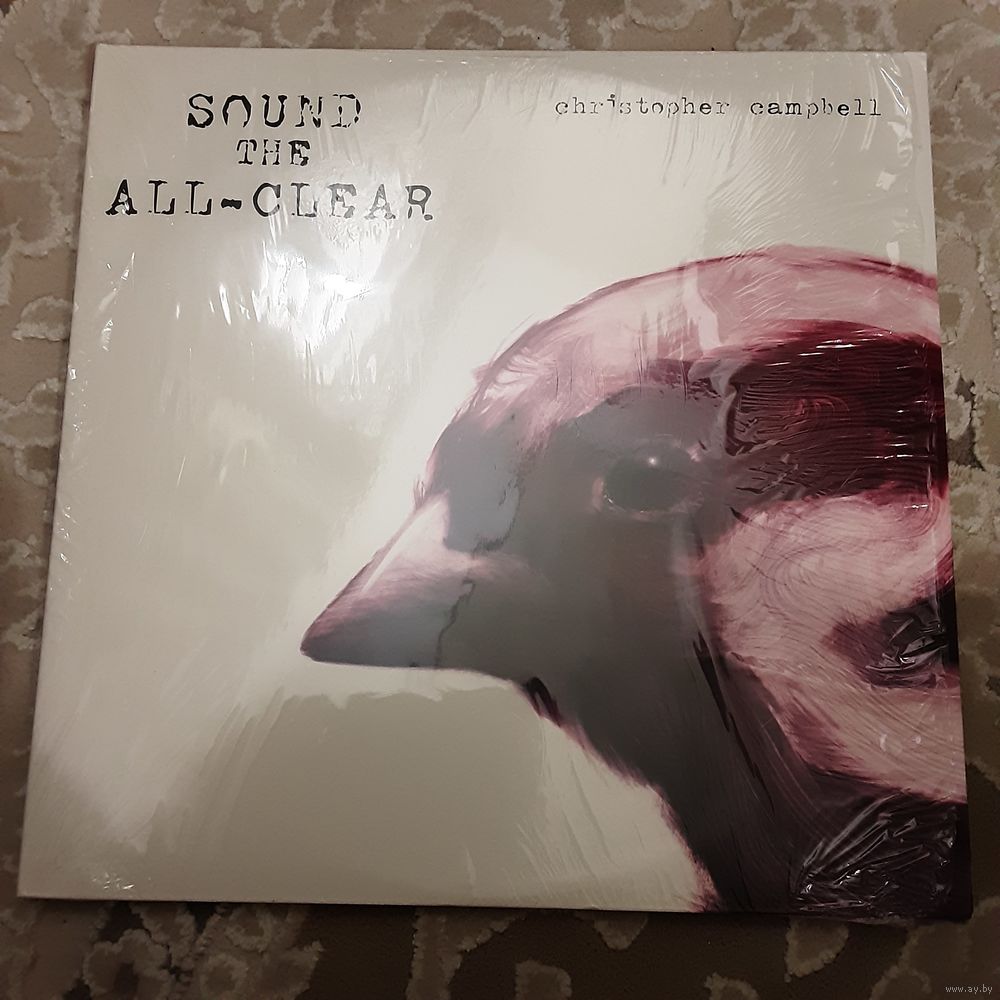 SOUND
THE
ALL-CLEAR
christopher campbell
www.ay.by